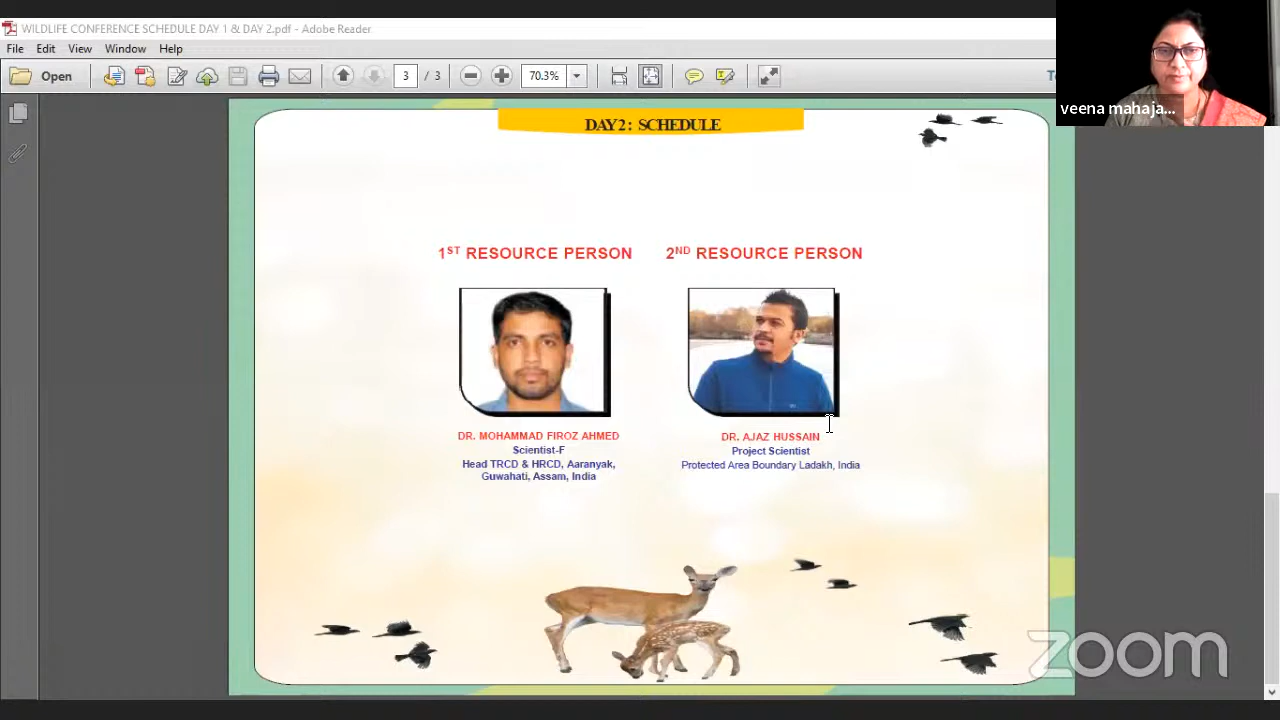 WILDLIFE CONFERENCE SCHEDULE DAY 1 & DAY 2.pdf - Adobe Reader
File Edit View Window Help
Open
3 / 3
70.3%
veena mahaja...
DAY 2 : SCHEDULE
1ST RESOURCE PERSON
2ND RESOURCE PERSON
DR. MOHAMMAD FIROZ AHMED
Scientist-F
Head TRCD & HRCD, Aaranyak,
Guwahati, Assam, India
DR. AJAZ HUSSAIN
Project Scientist
Protected Area Boundary Ladakh, India
zoom